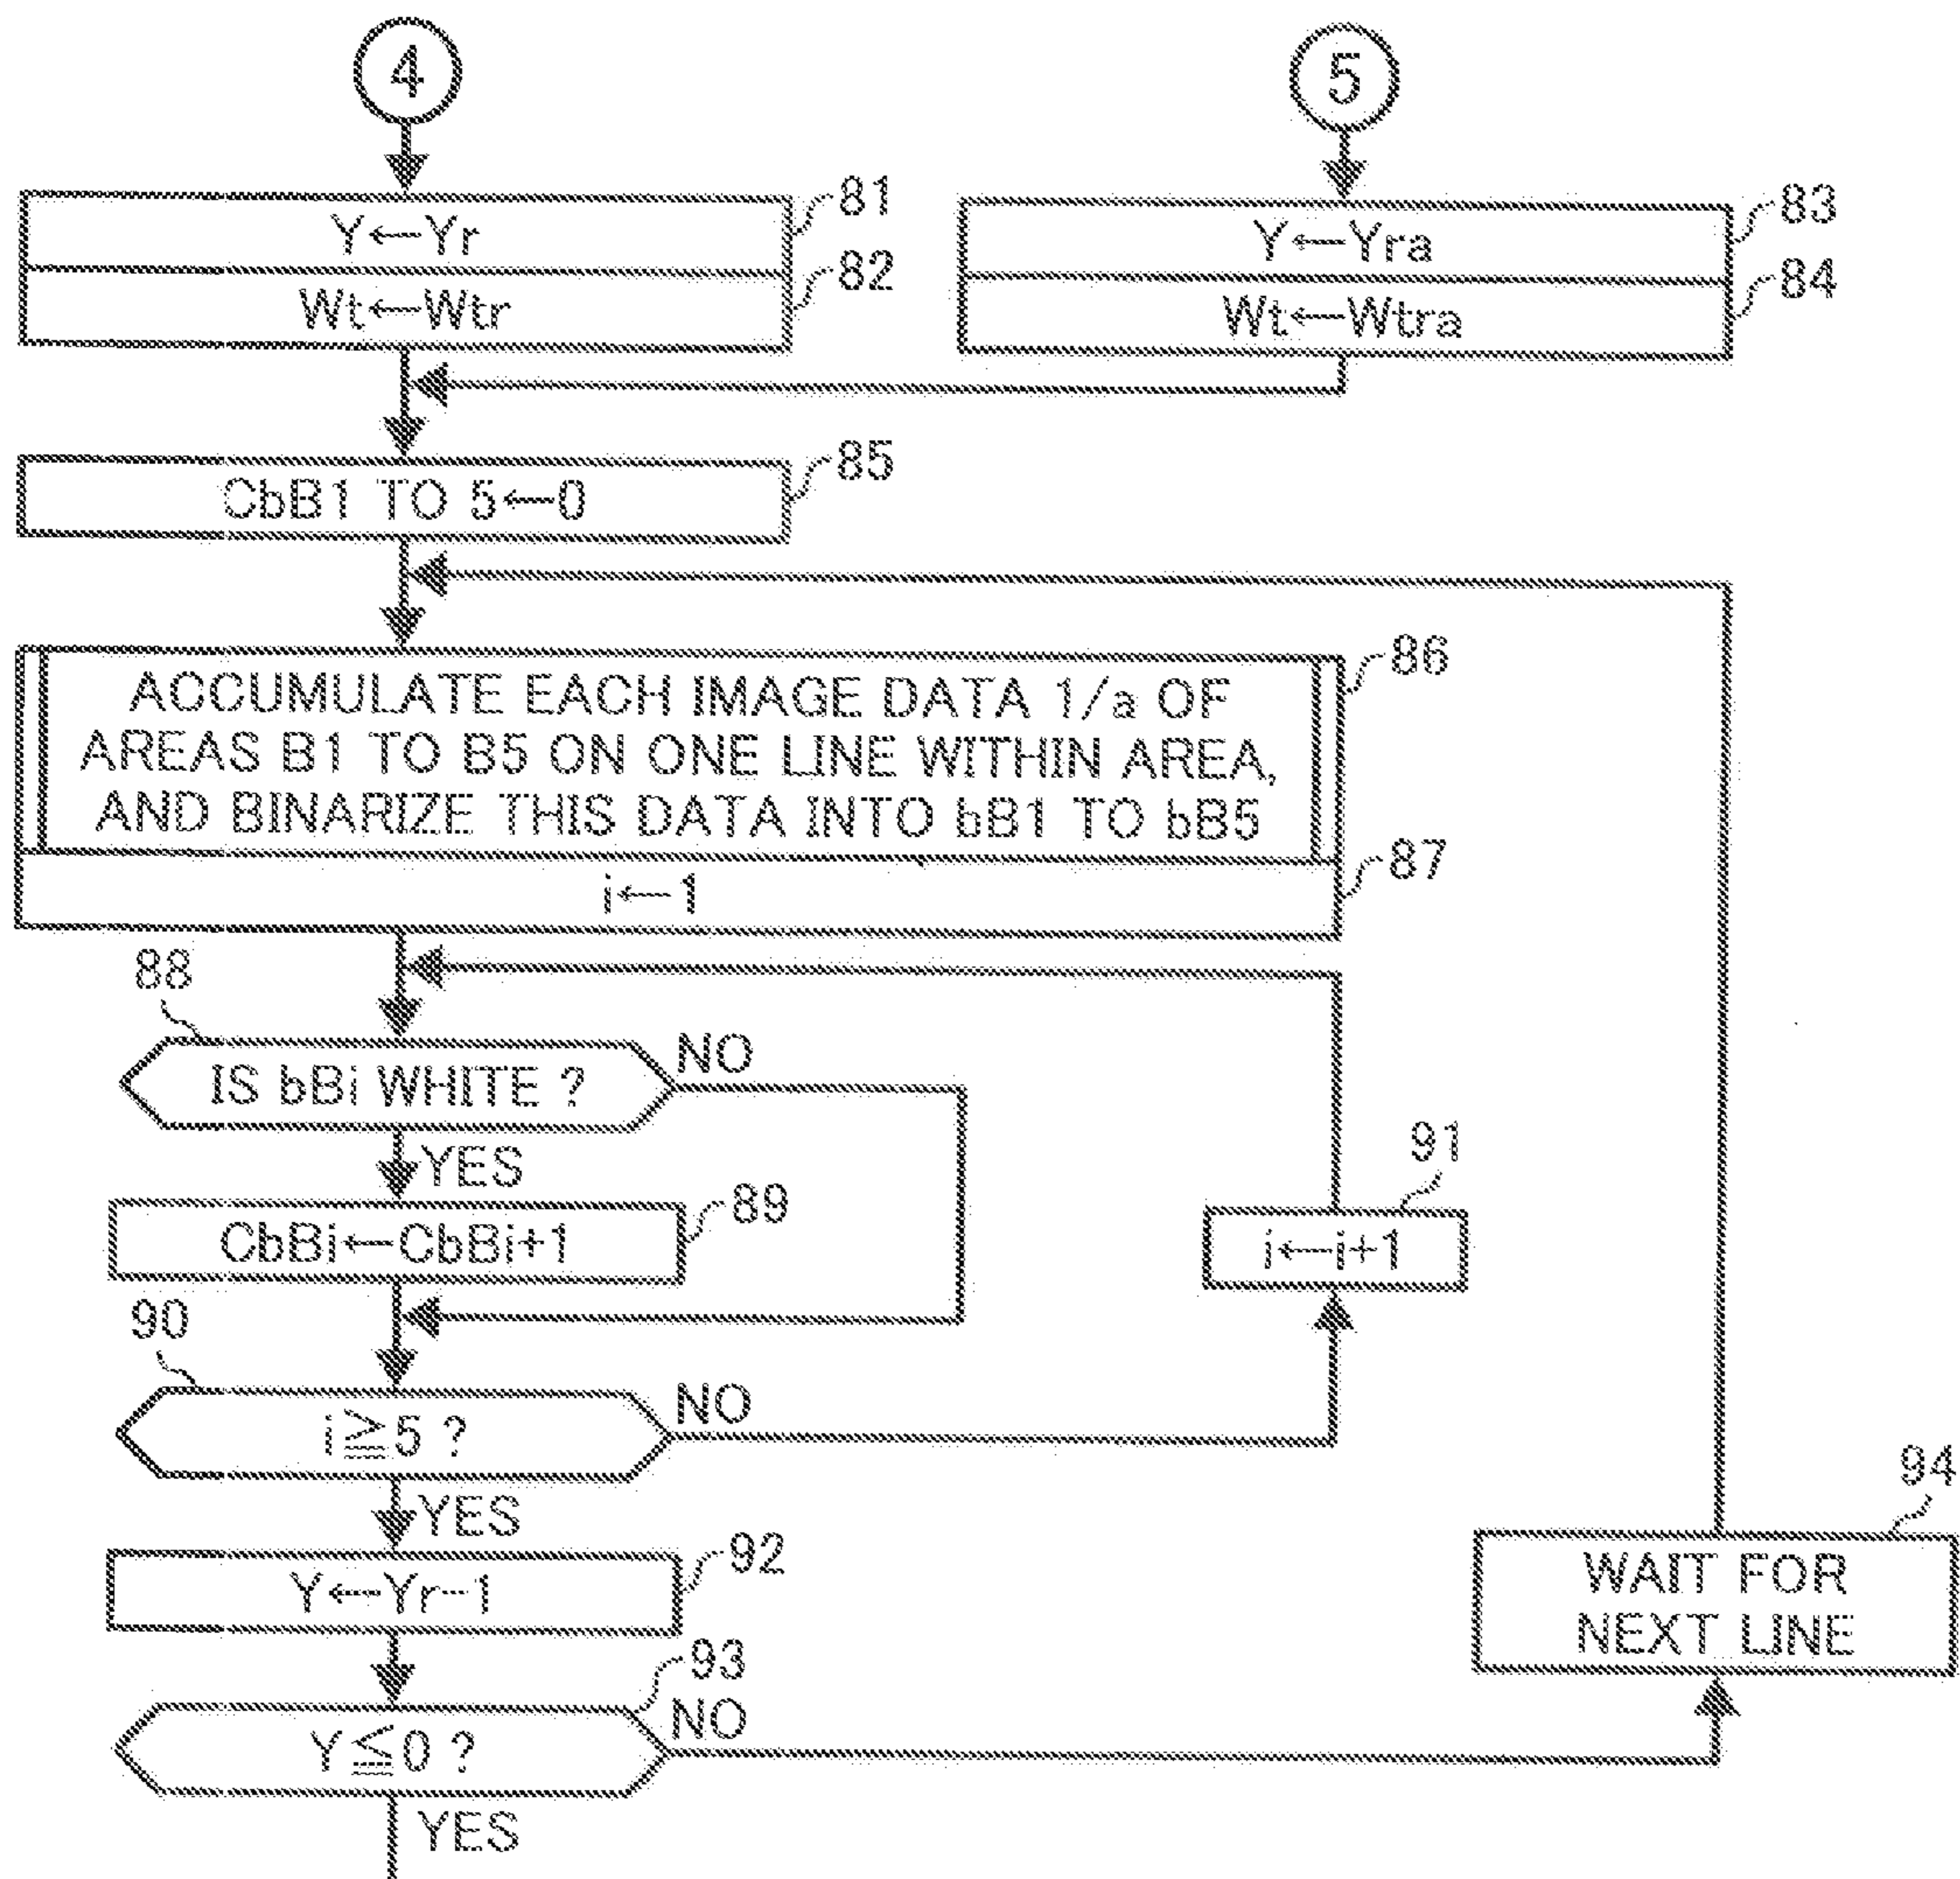 4
5
Y←Yr
81
Wt←Wtr
82
Y←Yra
83
Wt←Wtra
84
CbB1 TO 5←0
85
ACCUMULATE EACH IMAGE DATA 1/a OF
AREAS B1 TO B5 ON ONE LINE WITHIN AREA,
AND BINARIZE THIS DATA INTO bB1 TO bB5
86
i←1
87
88
IS bBi WHITE ?
NO
YES
CbBi←CbBi+1
89
91
i←i+1
90
i≧5 ?
NO
YES
Y←Yr-1
92
94
WAIT FOR
NEXT LINE
93
Y≦0 ?
NO
YES